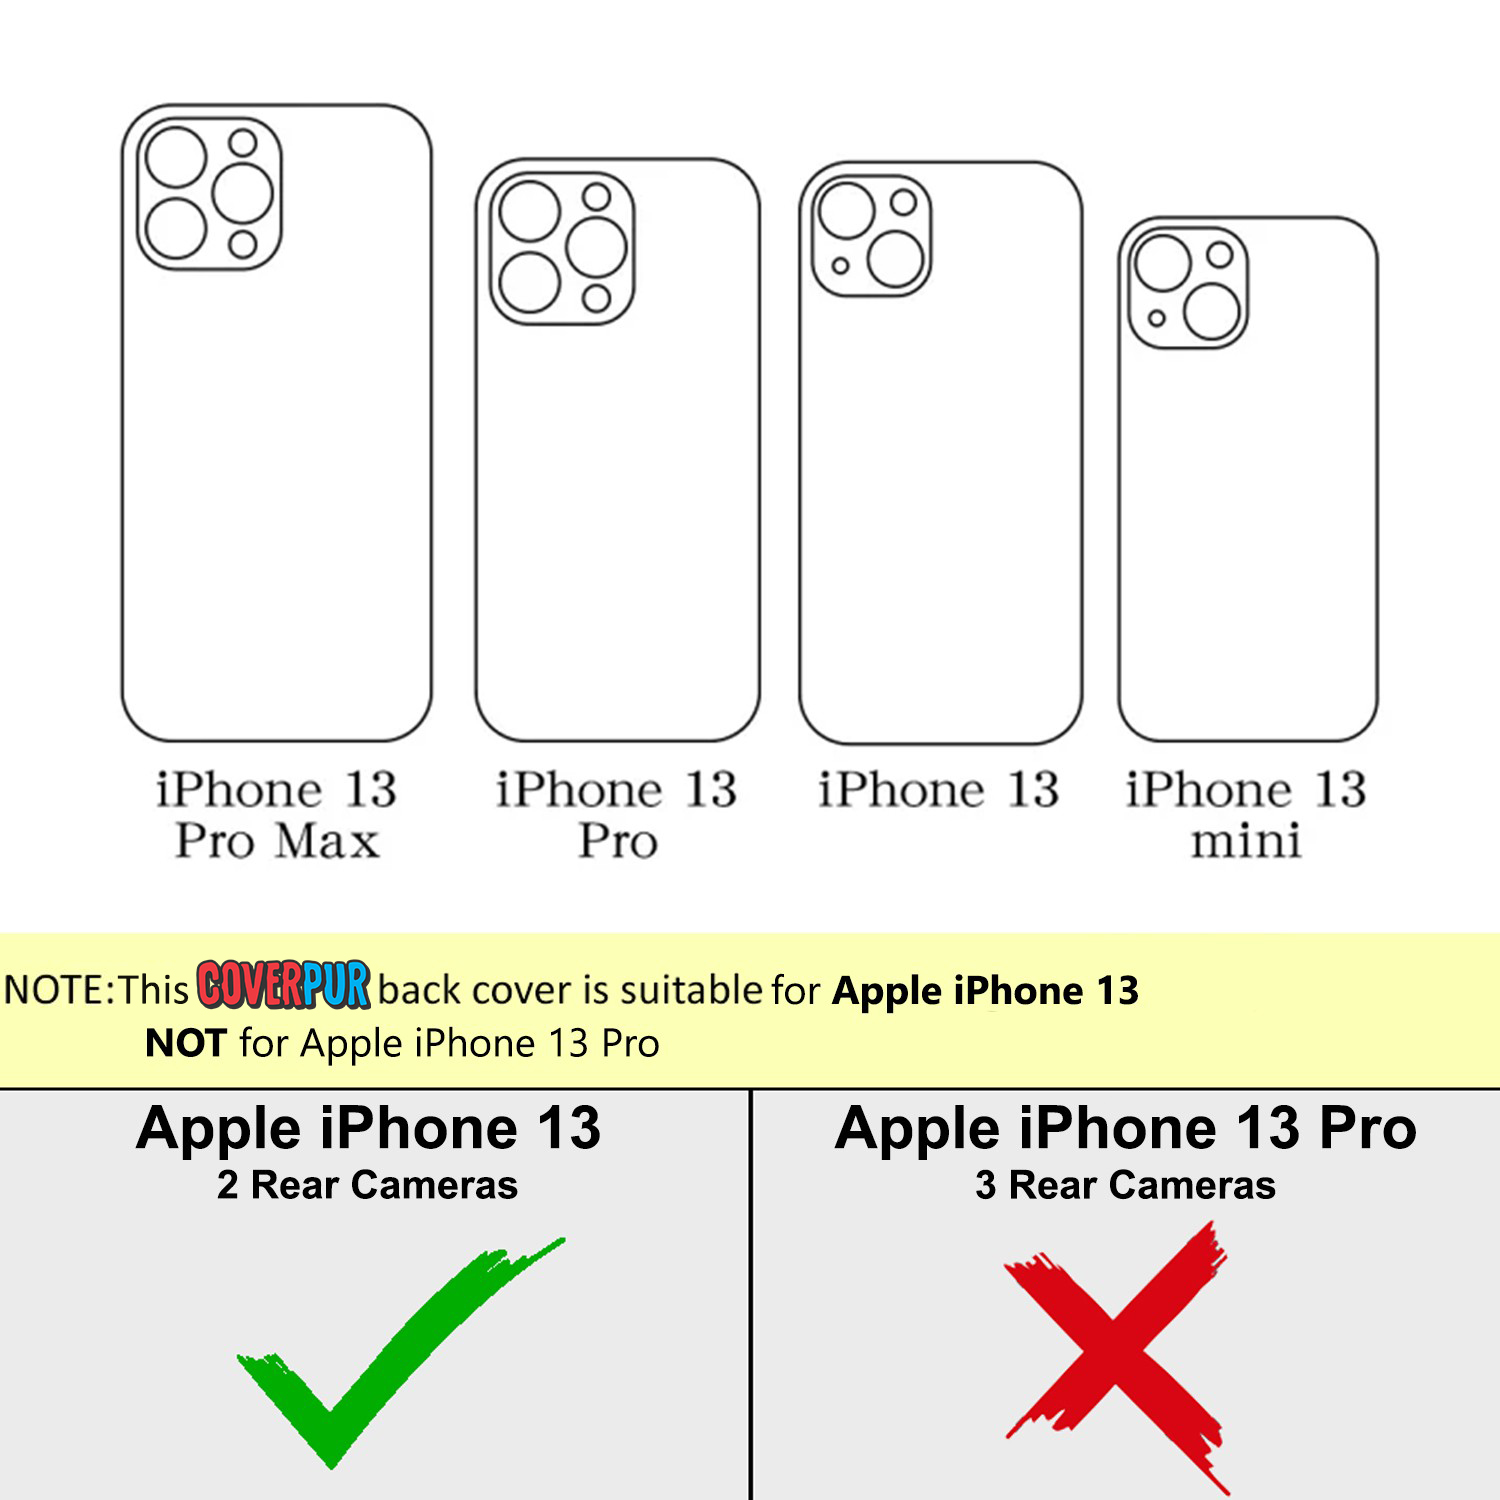 iPhone 13
Pro Max
iPhone 13
Pro
iPhone 13
iPhone 13
mini
NOTE:This COVERPUR back cover is suitable for Apple iPhone 13
NOT for Apple iPhone 13 Pro
Apple iPhone 13
2 Rear Cameras
Apple iPhone 13 Pro
3 Rear Cameras